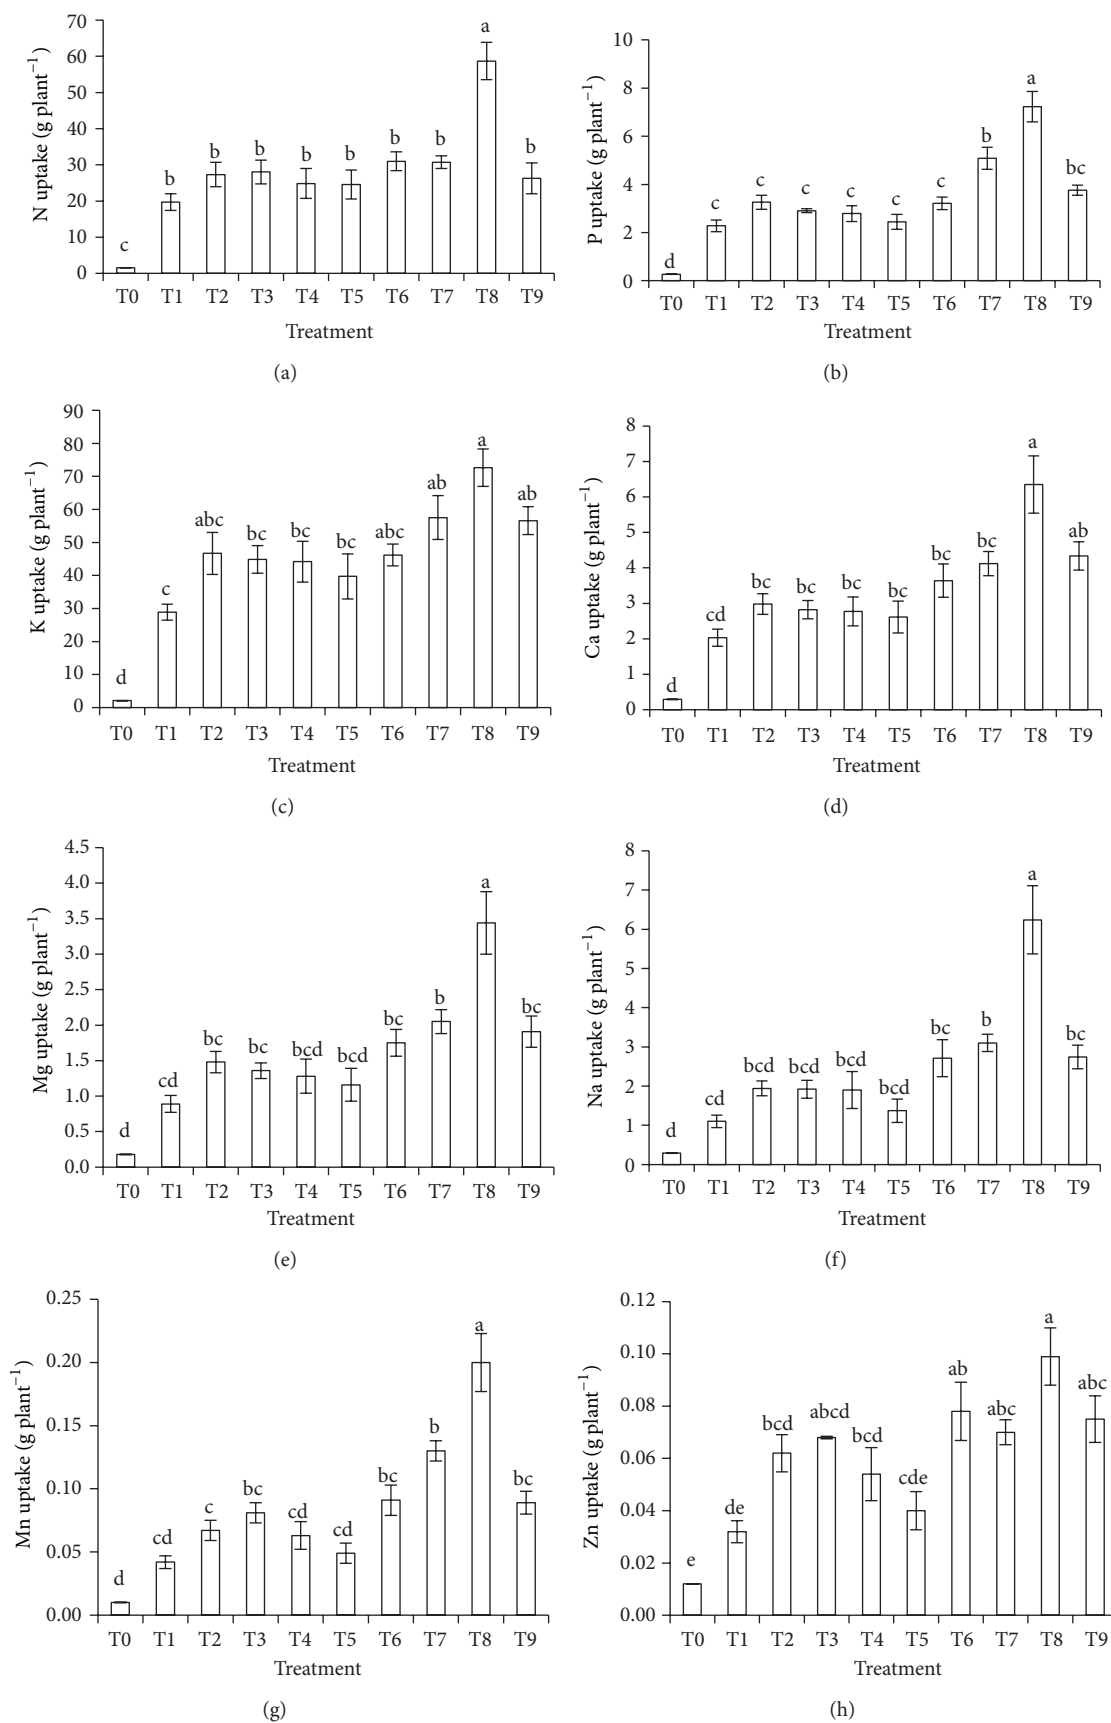 N uptake (g plant⁻¹)
70
60
50
40
30
20
10
0
c
b
b
b
b
b
b
b
a
b
T0 T1 T2 T3 T4 T5 T6 T7 T8 T9
Treatment
(a)
P uptake (g plant⁻¹)
10
8
6
4
2
0
d
c
c
c
c
c
c
b
a
bc
T0 T1 T2 T3 T4 T5 T6 T7 T8 T9
Treatment
(b)
K uptake (g plant⁻¹)
90
80
70
60
50
40
30
20
10
0
d
c
abc
bc
bc
bc
abc
ab
a
ab
T0 T1 T2 T3 T4 T5 T6 T7 T8 T9
Treatment
(c)
Ca uptake (g plant⁻¹)
8
7
6
5
4
3
2
1
0
d
cd
bc
bc
bc
bc
bc
bc
a
ab
T0 T1 T2 T3 T4 T5 T6 T7 T8 T9
Treatment
(d)
Mg uptake (g plant⁻¹)
4.5
4.0
3.5
3.0
2.5
2.0
1.5
1.0
0.5
0.0
d
cd
bc
bc
bcd
bcd
bc
b
a
bc
T0 T1 T2 T3 T4 T5 T6 T7 T8 T9
Treatment
(e)
Na uptake (g plant⁻¹)
8
7
6
5
4
3
2
1
0
d
cd
bcd
bcd
bcd
bcd
bc
b
a
bc
T0 T1 T2 T3 T4 T5 T6 T7 T8 T9
Treatment
(f)
Mn uptake (g plant⁻¹)
0.25
0.20
0.15
0.10
0.05
0.00
d
cd
c
bc
cd
cd
bc
b
a
bc
T0 T1 T2 T3 T4 T5 T6 T7 T8 T9
Treatment
(g)
Zn uptake (g plant⁻¹)
0.12
0.10
0.08
0.06
0.04
0.02
0.00
e
de
bcd
abcd
bcd
cde
ab
abc
a
abc
T0 T1 T2 T3 T4 T5 T6 T7 T8 T9
Treatment
(h)